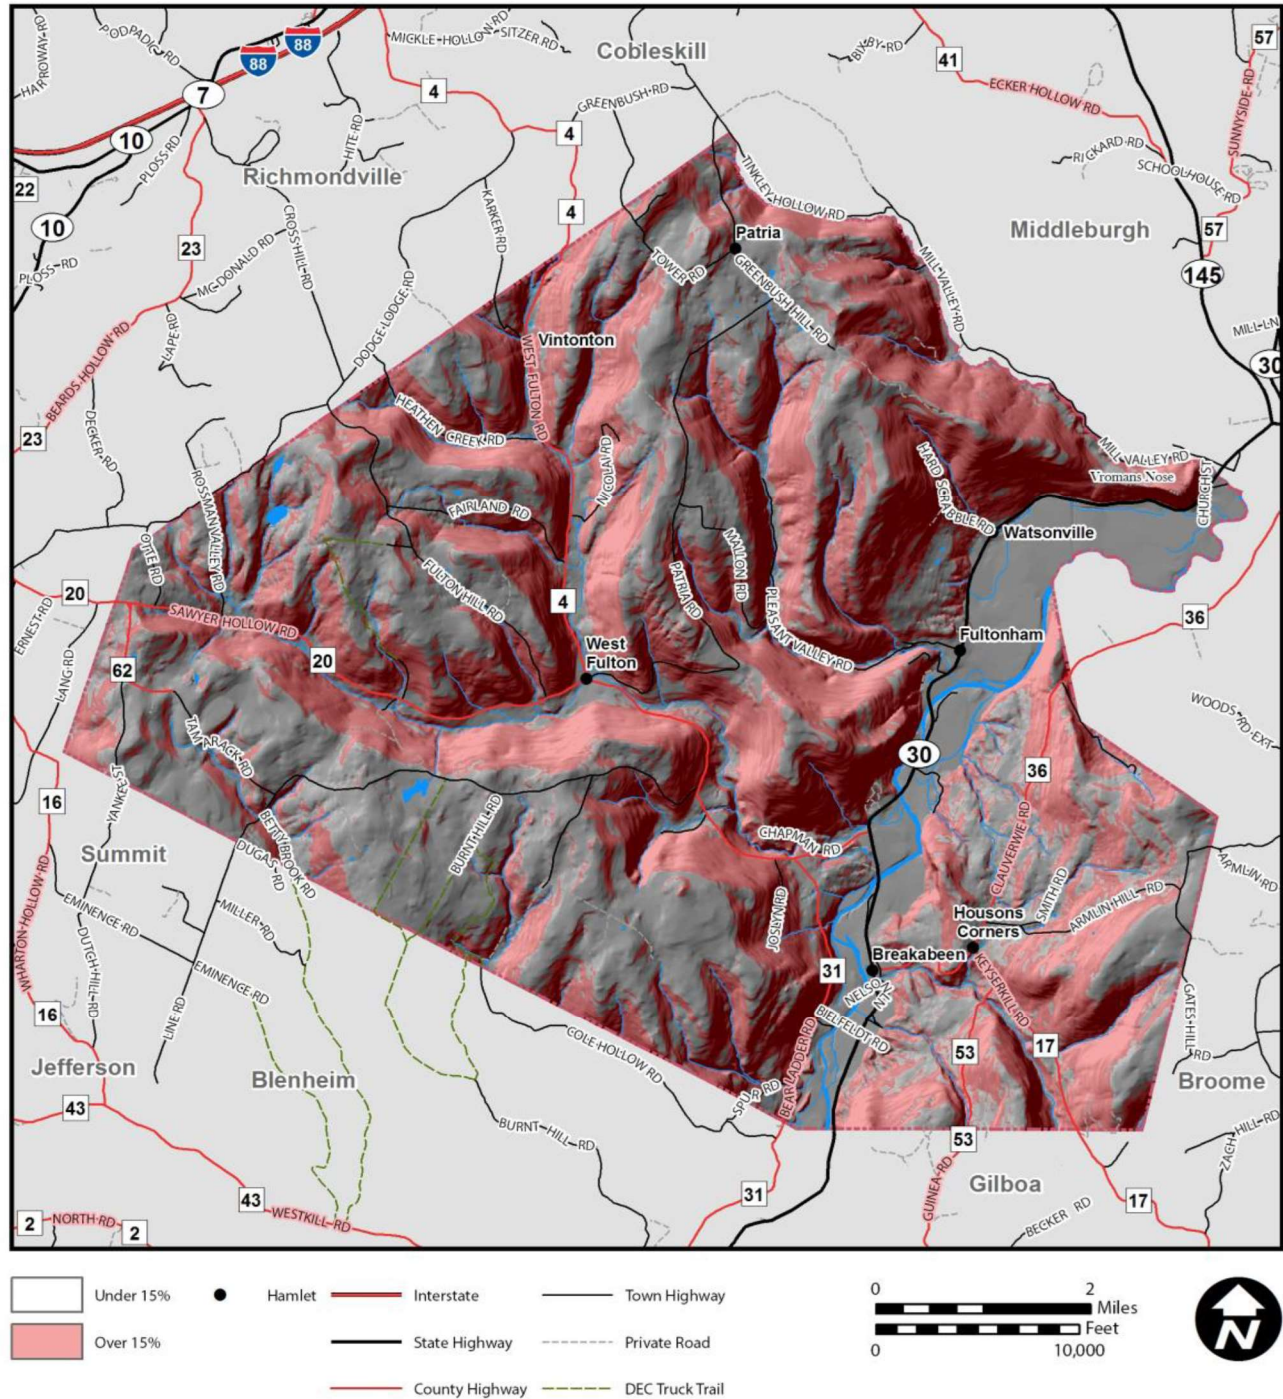 HARROWAY RD
PODPADIC RD
88
88
MICKLE HOLLOW RD
SITZER RD
Cobleskill
BIXBY RD
41
57
7
4
GREENBUSH RD
ECKER HOLLOW RD
SUNNYSIDE RD
10
PLOSS RD
HITE RD
4
RICKARD RD
SCHOOLHOUSE RD
22
Richmondville
KARKER RD
TINKLEY HOLLOW RD
10
CROSS HILL RD
4
57
Middleburgh
23
Patria
MC DONALD RD
TOWER RD
GREENBUSH HILL RD
MILL VALLEY RD
145
PLOSS RD
DODGE LODGE RD
LAPE RD
Vintonton
WEST FULTON RD
MILL LN
30
BEARDS HOLLOW RD
23
DECKER RD
HEATHEN CREEK RD
NICOLAI RD
HARD SCRABBLE RD
MILL VALLEY RD
Vromans Nose
CHURCH ST
ROSSMAN VALLEY RD
FAIRLAND RD
Watsonville
OTTE RD
FULTON HILL RD
MALLON RD
PATRIA RD
PLEASANT VALLEY RD
20
ERNEST RD
SAWYER HOLLOW RD
4
36
LANG RD
62
20
West
Fulton
Fultonham
TAMARACK RD
WOODS RD EXT
30
36
16
YANKE ST
BURNT HILL RD
CHAPMAN RD
CLAUVERWIE RD
Summit
BETTY BROOK RD
DUGAS RD
JOSLYN RD
SMITH RD
ARMLIN RD
WHARTON HOLLOW RD
EMINENCE RD
MILLER RD
Housons
Corners
ARMLIN HILL RD
DUTCH HILL RD
EMINENCE RD
31
Breakabeen
KEYSERKILL RD
16
LINE RD
BIELFELDT RD
GATES HILL RD
COLE HOLLOW RD
53
17
Jefferson
Blenheim
SPUR RD
BEAR LADDER RD
Broome
43
BURNT HILL RD
53
ZACH HILL RD
43
31
GUINEA RD
Gilboa
17
2
NORTH RD
2
WESTKILL RD
BECKER RD
Under 15%
Hamlet
Interstate
Town Highway
0
2
Miles
Over 15%
State Highway
Private Road
Feet
0
10,000
County Highway
DEC Truck Trail
N